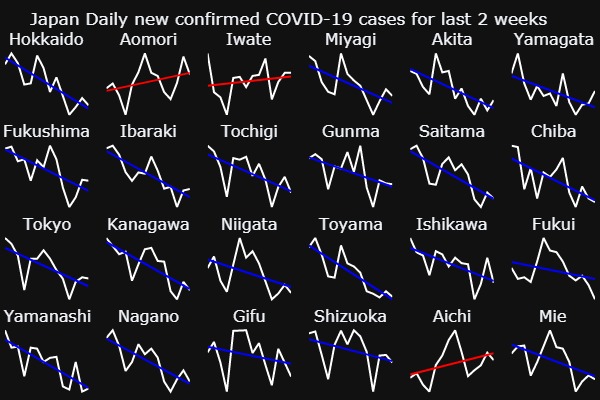 Japan Daily new confirmed COVID-19 cases for last 2 weeks
Hokkaido Aomori Iwate Miyagi Akita Yamagata
Fukushima Ibaraki Tochigi Gunma Saitama Chiba
Tokyo Kanagawa Niigata Toyama Ishikawa Fukui
Yamanashi Nagano Gifu Shizuoka Aichi Mie